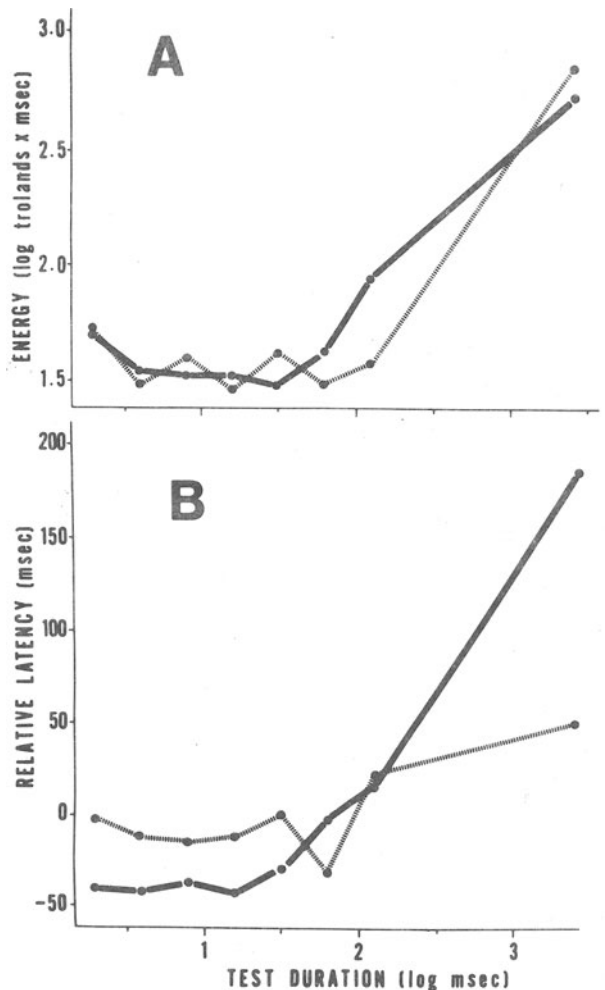 A
ENERGY (log trolands x msec)
3.0
2.5
2.0
1.5
B
RELATIVE LATENCY (msec)
200
150
100
50
0
-50
1
2
3
TEST DURATION (log msec)